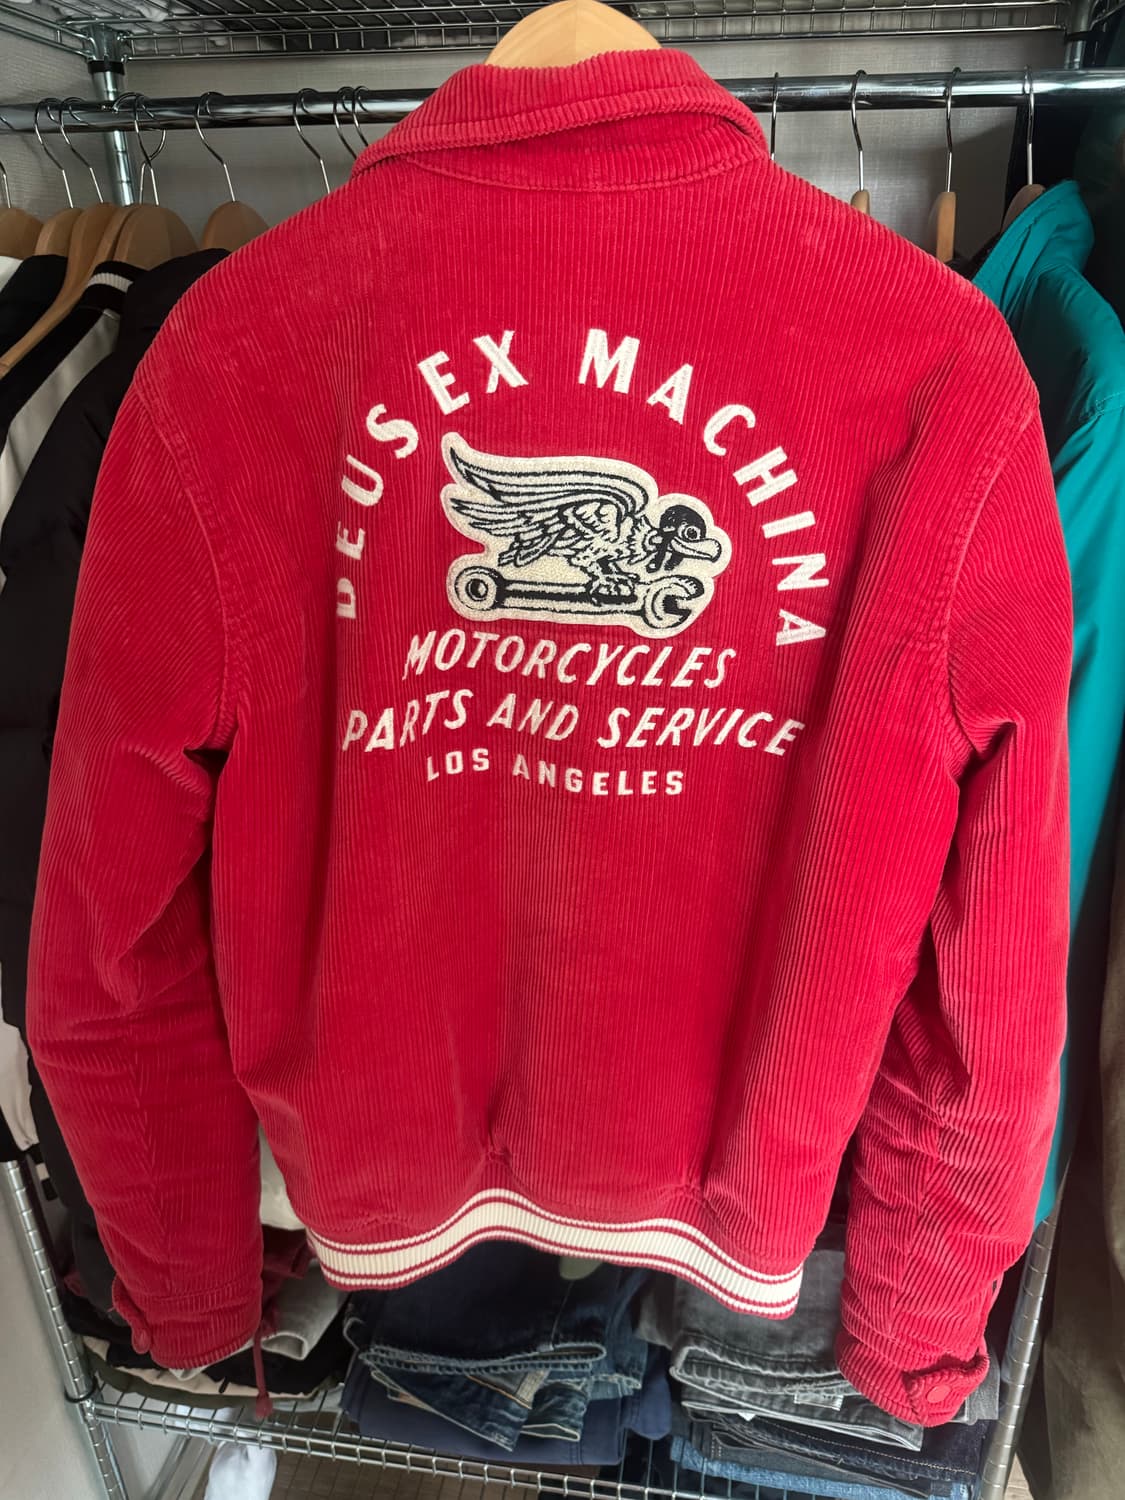 DEUS EX MACHINA
MOTORCYCLES
PARTS AND SERVICE
LOS ANGELES